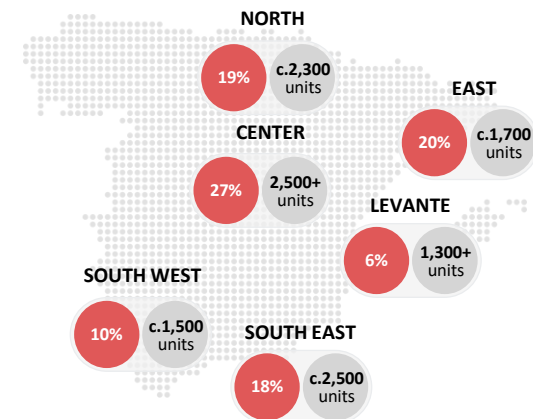 NORTH
19%
c.2,300
units
EAST
20%
c.1,700
units
CENTER
27%
2,500+
units
LEVANTE
6%
1,300+
units
SOUTH WEST
10%
c.1,500
units
SOUTH EAST
18%
c.2,500
units